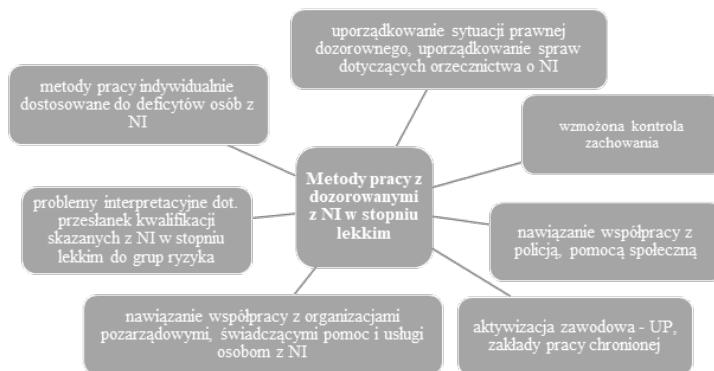 uporządkowanie sytuacji prawnej
dozorownego, uporządkowanie spraw
dotyczących orzecznictwa o NI
metody pracy indywidualnie
dostosowane do deficytów osób z
NI
wzmożona kontrola
zachowania
Metody pracy z
dozorowanymi
z NI w stopniu
lekkim
problemy interpretacyjne dot.
przesłanek kwalifikacji
skazanych z NI w stopniu
lekkim do grup ryzyka
nawiązanie współpracy z
policją, pomocą społeczną
nawiązanie współpracy z organizacjami
pozarządowymi, świadczącymi pomoc i usługi
osobom z NI
aktywizacja zawodowa - UP,
zakłady pracy chronionej